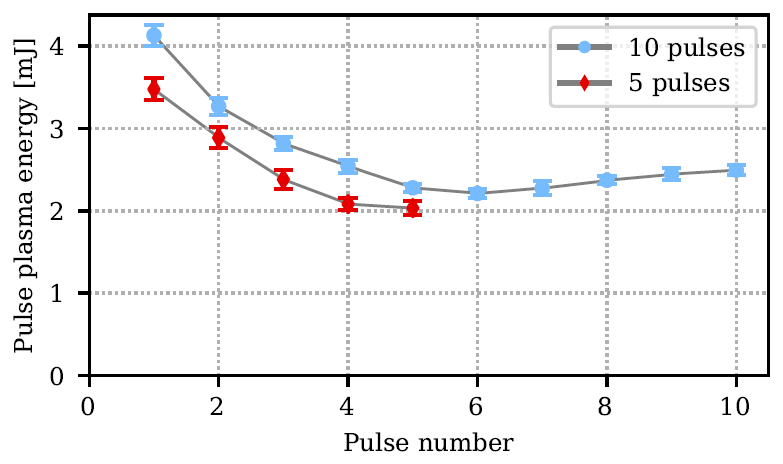 Pulse plasma energy [mJ]
4
3
2
1
0
0 2 4 6 8 10
Pulse number
10 pulses
5 pulses